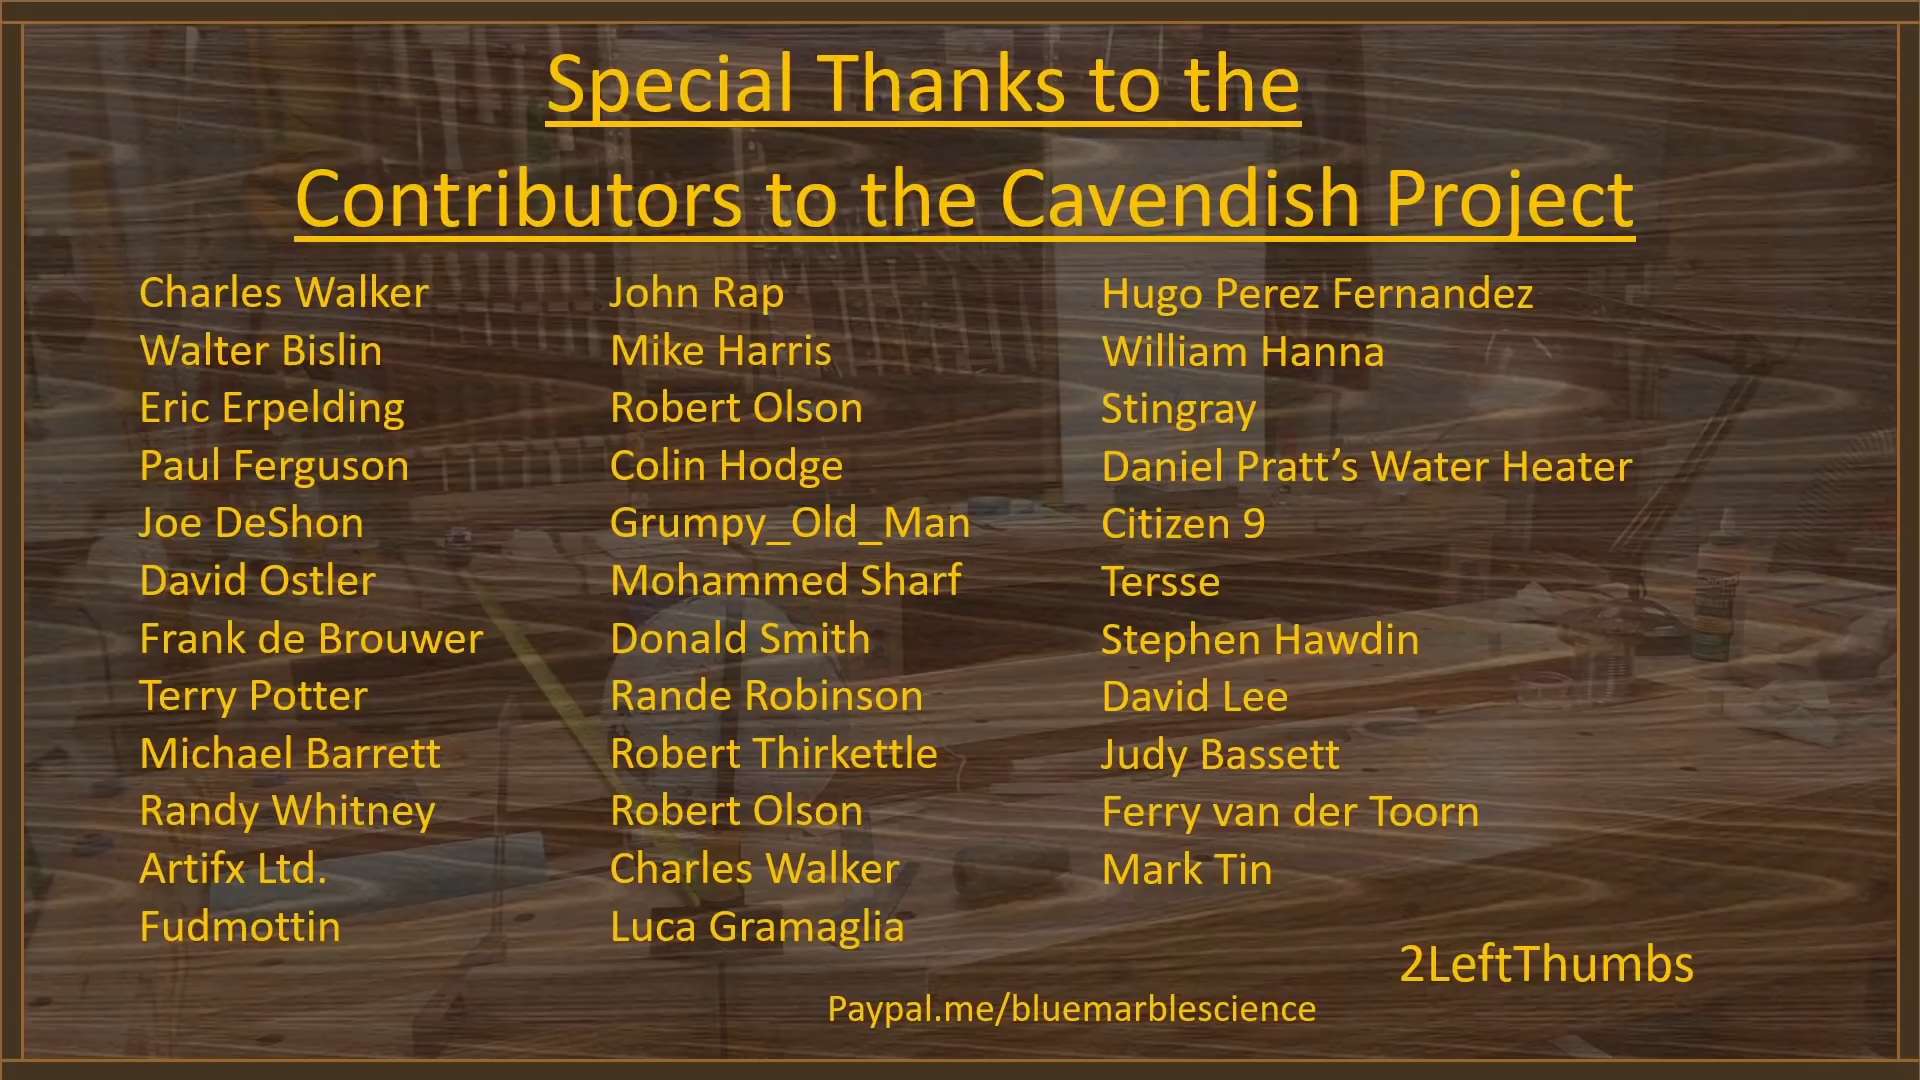 Special Thanks to the
Contributors to the Cavendish Project
Charles Walker
Walter Bislin
Eric Erpelding
Paul Ferguson
Joe DeShon
David Ostler
Frank de Brouwer
Terry Potter
Michael Barrett
Randy Whitney
Artifx Ltd.
Fudmottin
John Rap
Mike Harris
Robert Olson
Colin Hodge
Grumpy_Old_Man
Mohammed Sharf
Donald Smith
Rande Robinson
Robert Thirkettle
Robert Olson
Charles Walker
Luca Gramaglia
Hugo Perez Fernandez
William Hanna
Stingray
Daniel Pratt’s Water Heater
Citizen 9
Tersse
Stephen Hawdin
David Lee
Judy Bassett
Ferry van der Toorn
Mark Tin
2LeftThumbs
Paypal.me/bluemarblescience